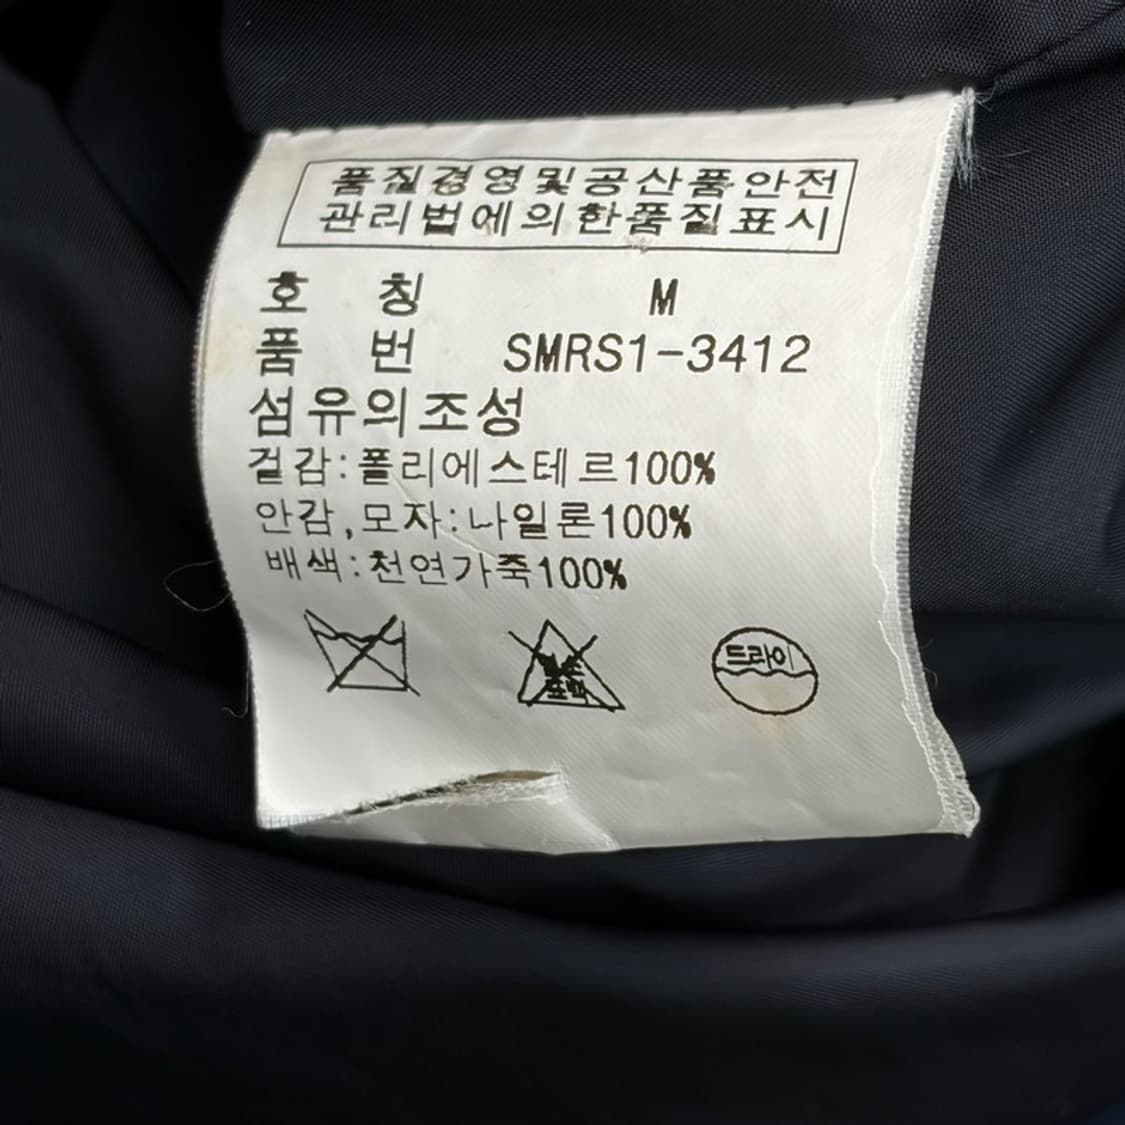 품질경영및공산품안전
관리법에의한품질표시
호 칭 M
품 번 SMRS1-3412
섬유의조성
겉감:폴리에스테르100%
안감,모자:나일론100%
배색:천연가죽100%
드라이